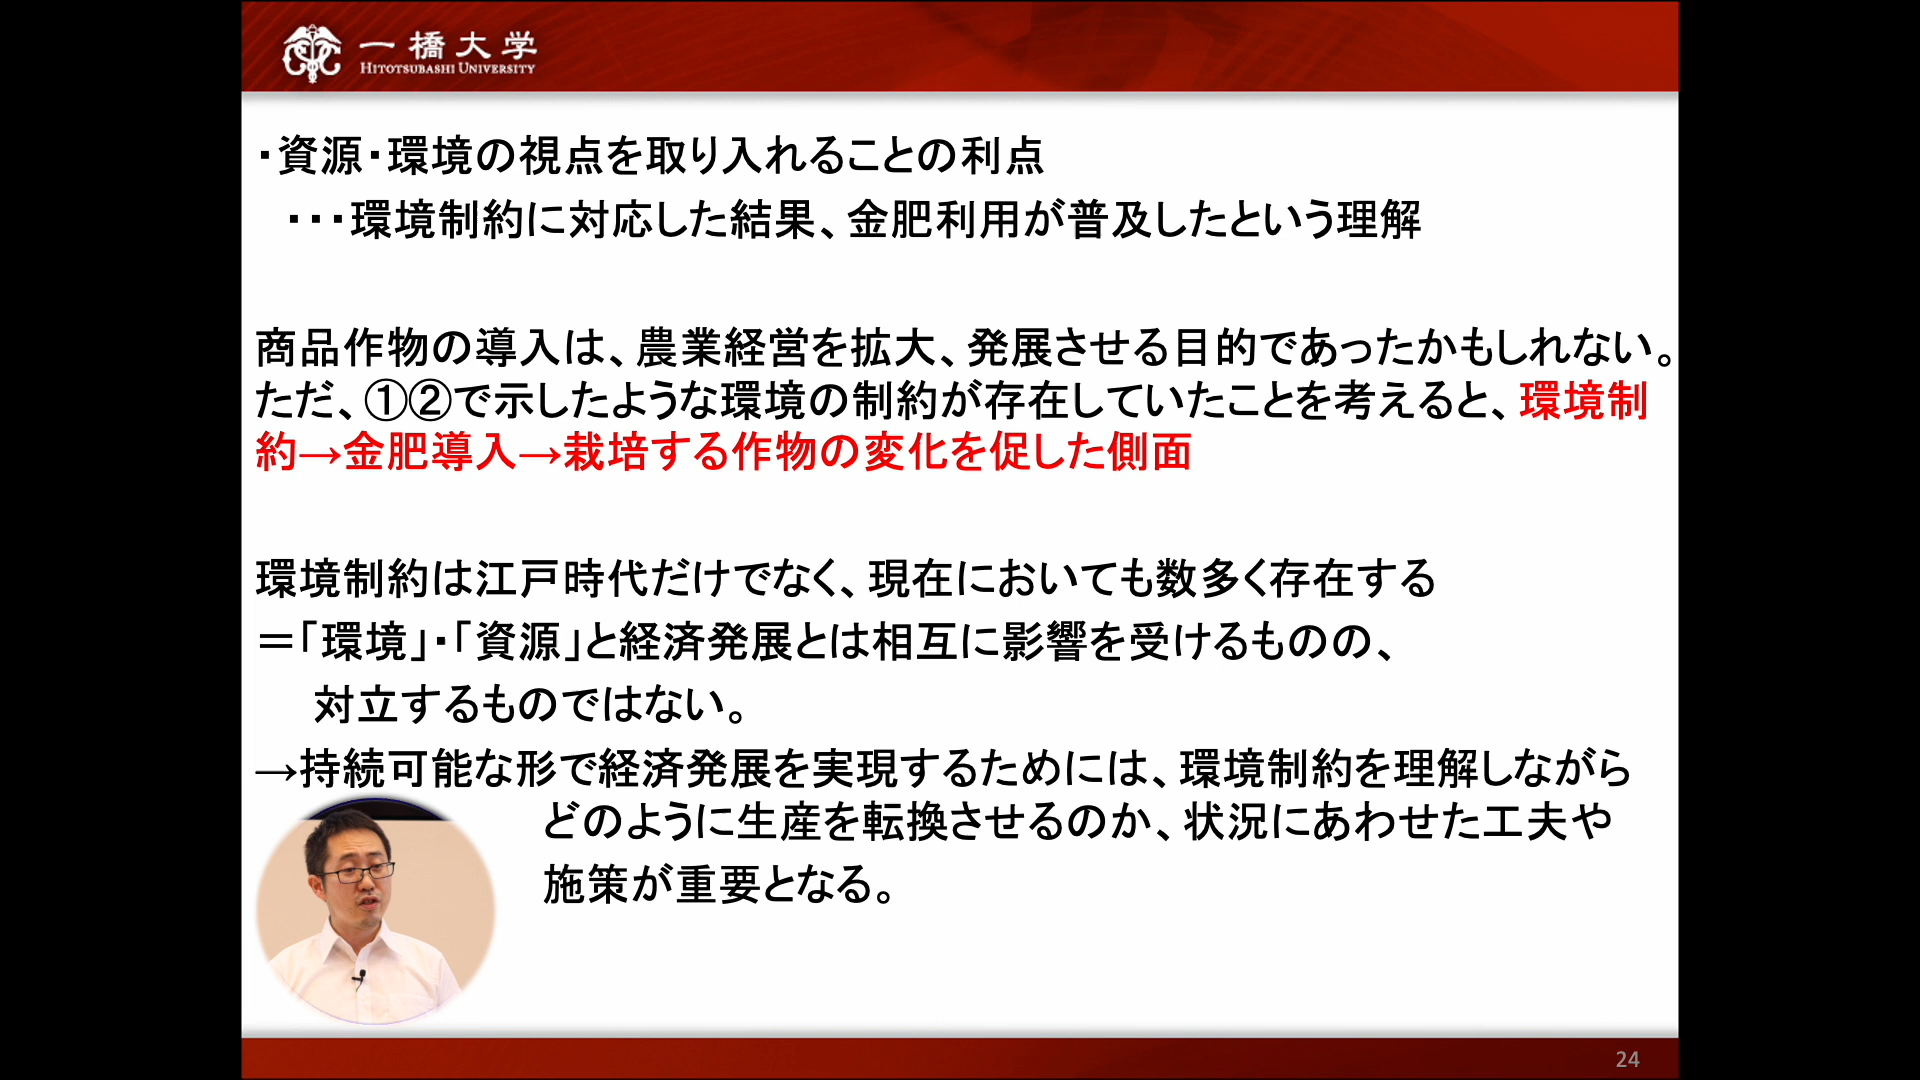 一橋大学
HITOTSUBASHI UNIVERSITY
・資源・環境の視点を取り入れることの利点
・・・環境制約に対応した結果、金肥利用が普及したという理解
商品作物の導入は、農業経営を拡大、発展させる目的であったかもしれない。
ただ、①②で示したような環境の制約が存在していたことを考えると、環境制
約→金肥導入→栽培する作物の変化を促した側面
環境制約は江戸時代だけでなく、現在においても数多く存在する
＝「環境」・「資源」と経済発展とは相互に影響を受けるものの、
対立するものではない。
→持続可能な形で経済発展を実現するためには、環境制約を理解しながら
どのように生産を転換させるのか、状況にあわせた工夫や
施策が重要となる。
24